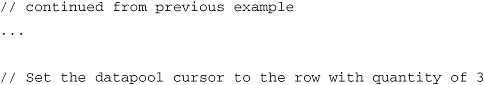 // continued from previous example
...
// Set the datapool cursor to the row with quantity of 3